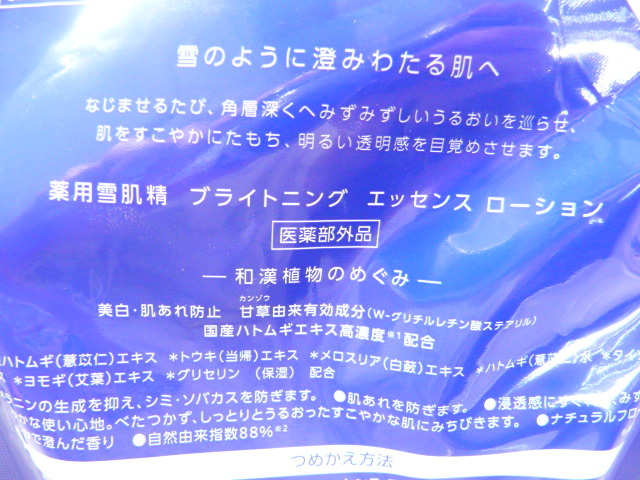 雪のように澄みわたる肌へ
なじませるたび、角層深くへみずみずしいうるおいを巡らせ、
肌をすこやかにたもち、明るい透明感を目覚めさせます。
薬用雪肌精 ブライトニング エッセンス ローション
医薬部外品
― 和漢植物のめぐみ ―
カンゾウ
美白・肌あれ防止 甘草由来有効成分(W-グリチルレチン酸ステアリル)
国産ハトムギエキス高濃度*¹配合
ハトムギ(薏苡仁)エキス *トウキ(当帰)エキス *メロスリア(白蘞)エキス *ハトムギ(薏苡仁)水
*ヨモギ(艾葉)エキス *グリセリン (保湿) 配合
ニンの生成を抑え、シミ・ソバカスを防ぎます。 ●肌あれを防ぎます。 ●浸透感に
かな使い心地。べたつかず、しっとりとうるおったすこやかな肌にみちびきます。 ●ナチュラルフロ
で澄んだ香り ●自然由来指数88%*²
つめかえ方法